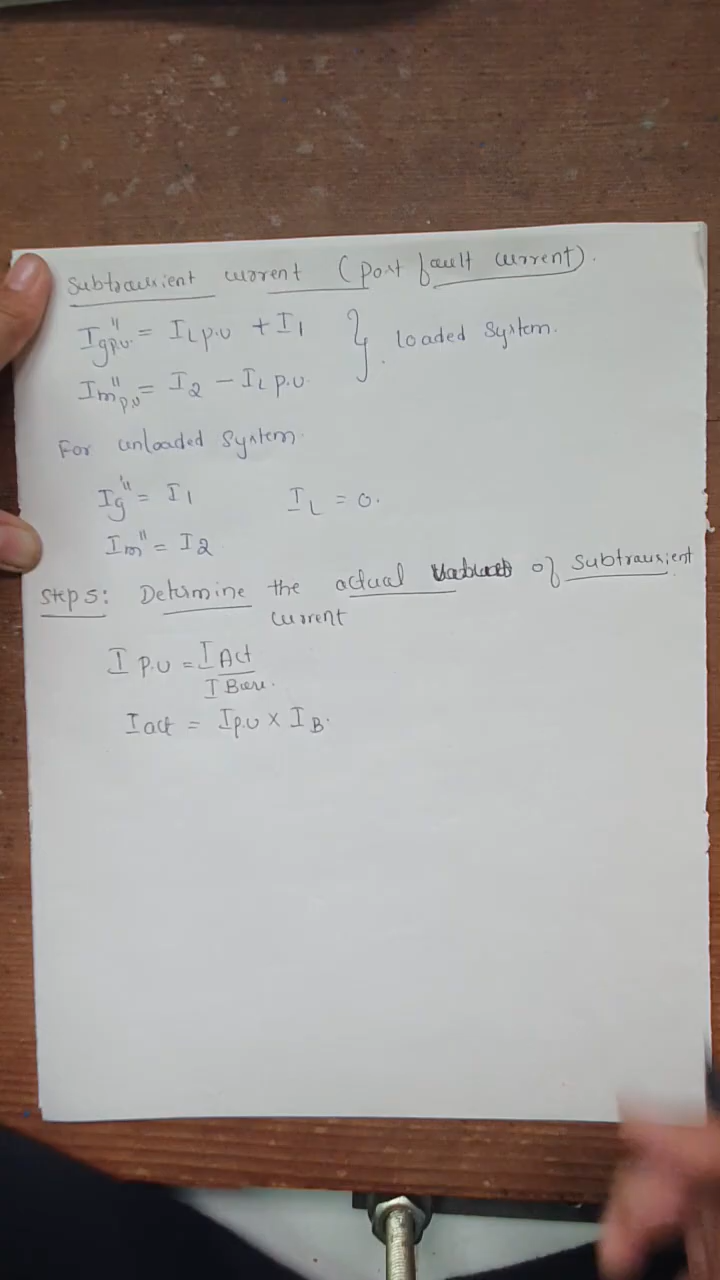 Subtransient current (post fault current).
Ig p.u'' = IL p.u + I1 } loaded system.
Im p.u'' = I2 - IL p.u.
For unloaded system.
Ig'' = I1 IL = 0.
Im'' = I2
Step 5: Determine the actual of subtransient
current
I p.u = I Act / I Base.
I act = Ip.u x IB.